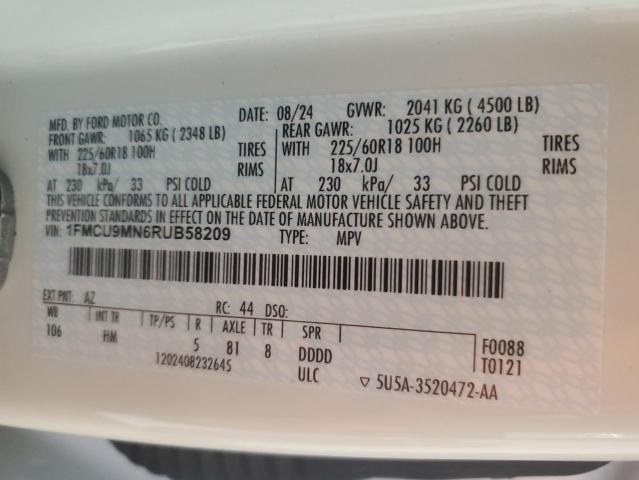 MFD. BY FORD MOTOR CO.
DATE: 08/24 GVWR: 2041 KG ( 4500 LB)
FRONT GAWR: 1065 KG ( 2348 LB)
REAR GAWR: 1025 KG ( 2260 LB)
WITH 225/60R18 100H TIRES
18x7.0J RIMS
WITH 225/60R18 100H TIRES
18x7.0J RIMS
AT 230 kPa/ 33 PSI COLD
AT 230 kPa/ 33 PSI COLD
THIS VEHICLE CONFORMS TO ALL APPLICABLE FEDERAL MOTOR VEHICLE SAFETY AND THEFT
PREVENTION STANDARDS IN EFFECT ON THE DATE OF MANUFACTURE SHOWN ABOVE.
VIN: 1FMCU9MN6RUB58209 TYPE: MPV
EXT PNT: AZ RC: 44 DSO:
WB INT TR TP/PS R AXLE TR SPR
106 HM 5 81 8 DDDD
F0088
T0121
1202408232645 ULC
▽ 5U5A-3520472-AA